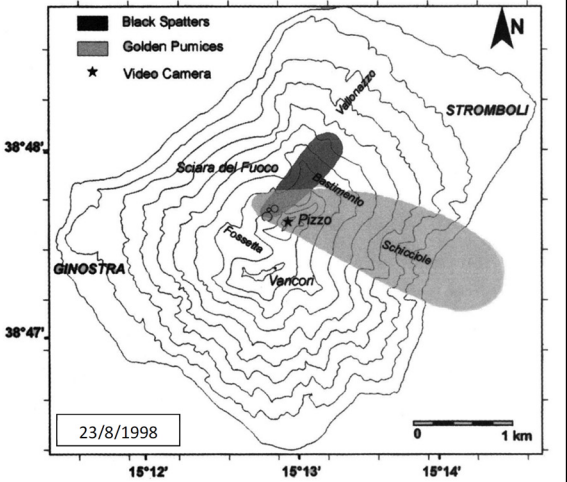 Black Spatters
Golden Pumices
Video Camera
N
Vallonazzo
STROMBOLI
38°48'
Sciara del Fuoco
Bastimento
Pizzo
Fossetta
Schicciole
GINOSTRA
Vancori
38°47'
23/8/1998
0 1 km
15°12' 15°13' 15°14'